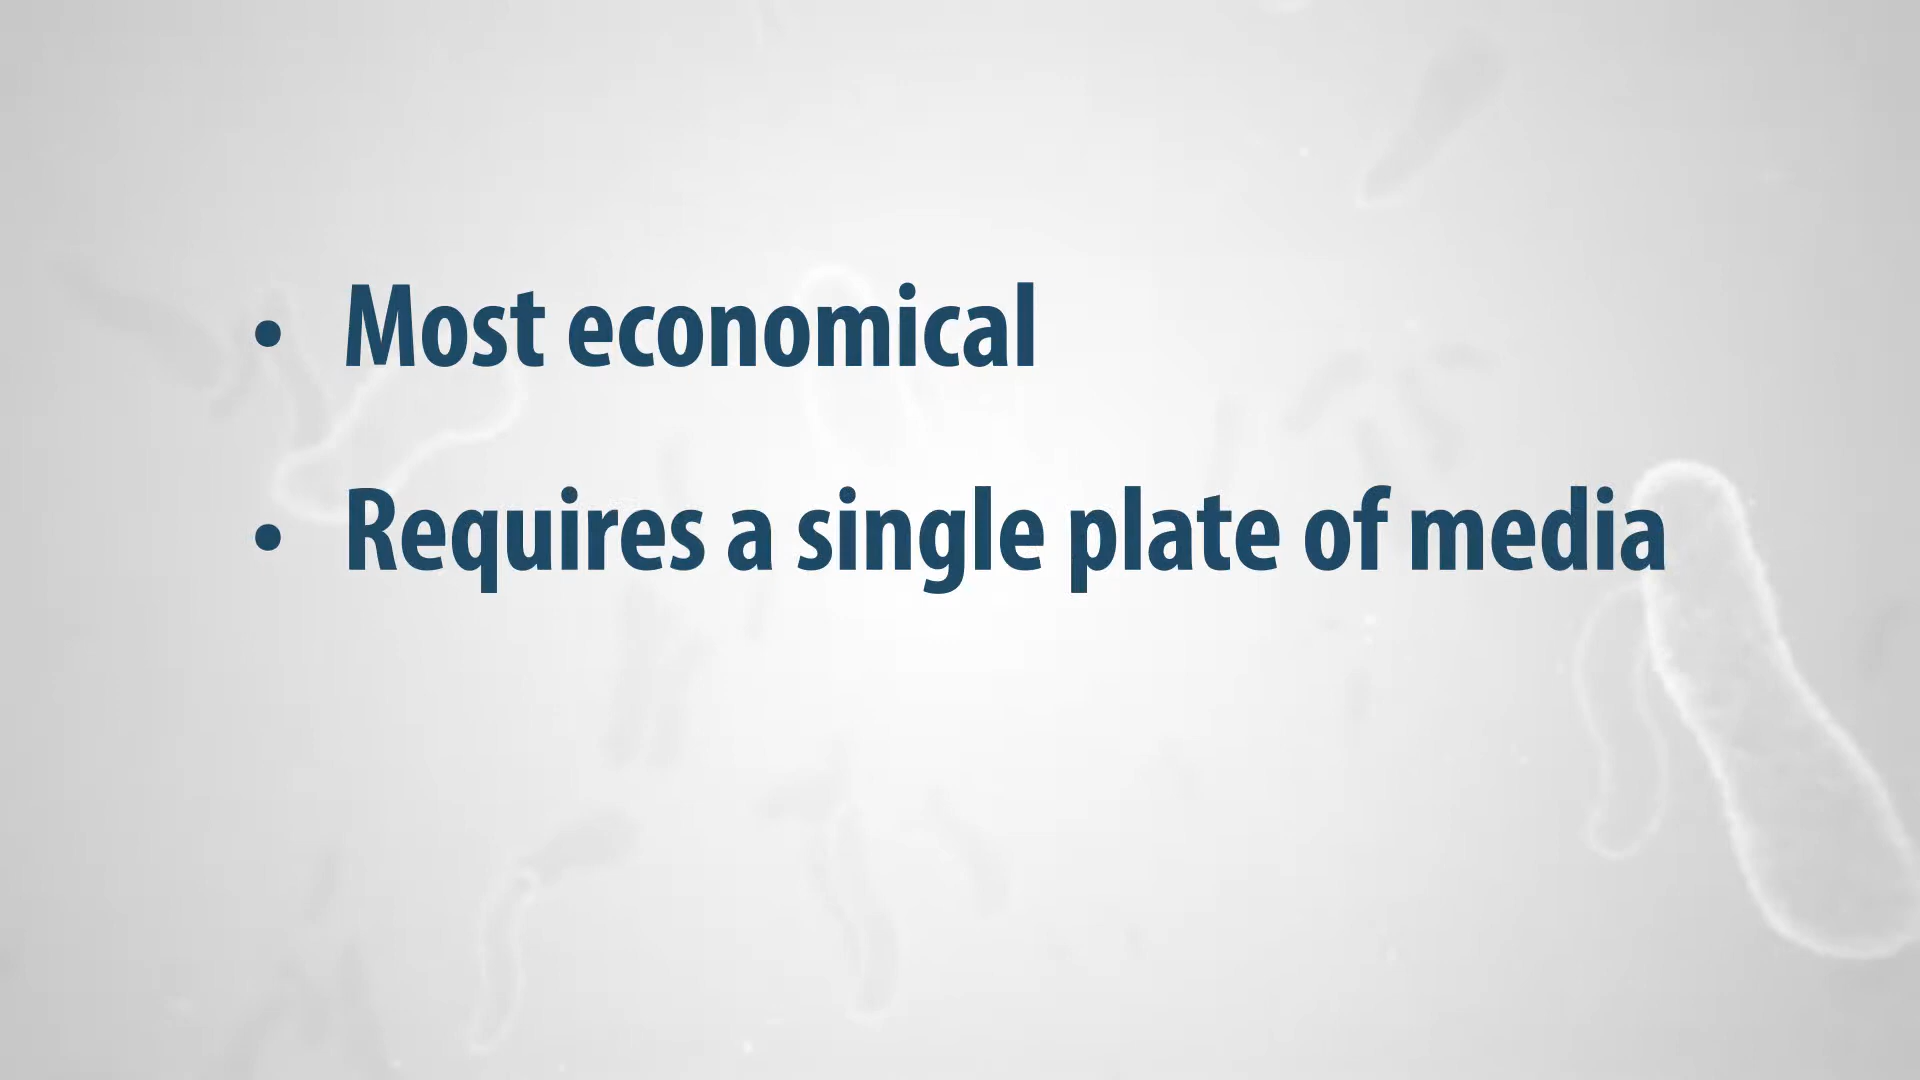 • Most economical
• Requires a single plate of media